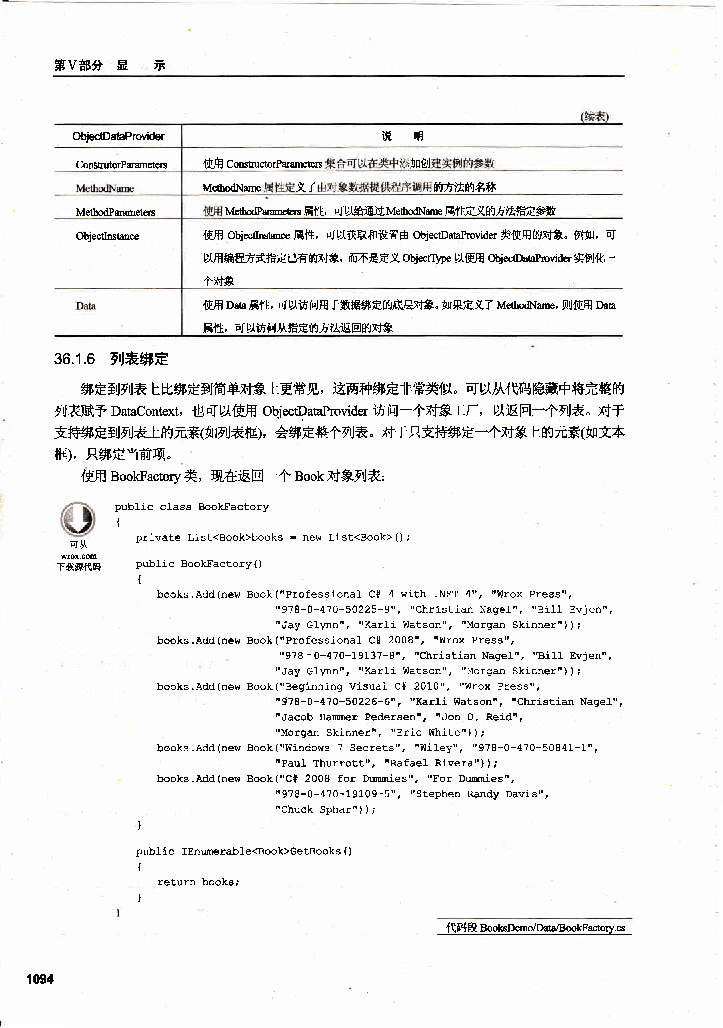 第V部分 显 示
(续表)
ObjectDataProvider 说 明
ConstrutorParameters 使用 ConstructorParameters 集合可以在类中添加创建实例的参数
MethodName MethodName 属性定义了由对象数据提供程序调用的方法的名称
MethodParameters 使用 MethodParameters 属性，可以给通过 MethodName 属性定义的方法指定参数
ObjectInstance 使用 ObjectInstance 属性，可以获取和设置由 ObjectDataProvider 类使用的对象。例如，可
以用编程方式指定已有的对象，而不是定义 ObjectType 以使用 ObjectDataProvider 实例化一
个对象
Data 使用 Data 属性，可以访问用于数据绑定的底层对象。如果定义了 MethodName，则使用 Data
属性，可以访问从指定的方法返回的对象
36.1.6 列表绑定
绑定到列表上比绑定到简单对象上更常见，这两种绑定非常类似。可以从代码隐藏中将完整的
列表赋予 DataContext，也可以使用 ObjectDataProvider 访问一个对象工厂，以返回一个列表。对于
支持绑定到列表上的元素(如列表框)，会绑定整个列表。对于只支持绑定一个对象上的元素(如文本
框)，只绑定当前项。
使用 BookFactory 类，现在返回一个 Book 对象列表：
可从
wrox.com
下载源代码
public class BookFactory
{
private List<Book>books = new List<Book>();
public BookFactory()
{
books.Add(new Book("Professional C# 4 with .NET 4", "Wrox Press",
"978-0-470-50225-9", "Christian Nagel", "Bill Evjen",
"Jay Glynn", "Karli Watson", "Morgan Skinner"));
books.Add(new Book("Professional C# 2008", "Wrox Press",
"978-0-470-19137-8", "Christian Nagel", "Bill Evjen",
"Jay Glynn", "Karli Watson", "Morgan Skinner"));
books.Add(new Book("Beginning Visual C# 2010", "Wrox Press",
"978-0-470-50226-6", "Karli Watson", "Christian Nagel",
"Jacob Hammer Pedersen", "Jon D. Reid",
"Morgan Skinner", "Eric White"));
books.Add(new Book("Windows 7 Secrets", "Wiley", "978-0-470-50841-1",
"Paul Thurrott", "Rafael Rivera"));
books.Add(new Book("C# 2008 for Dummies", "For Dummies",
"978-0-470-19109-5", "Stephen Randy Davis",
"Chuck Sphar"));
}
public IEnumerable<Book>GetBooks()
{
return books;
}
}
代码段 BooksDemo/Data/BookFactory.cs
1094